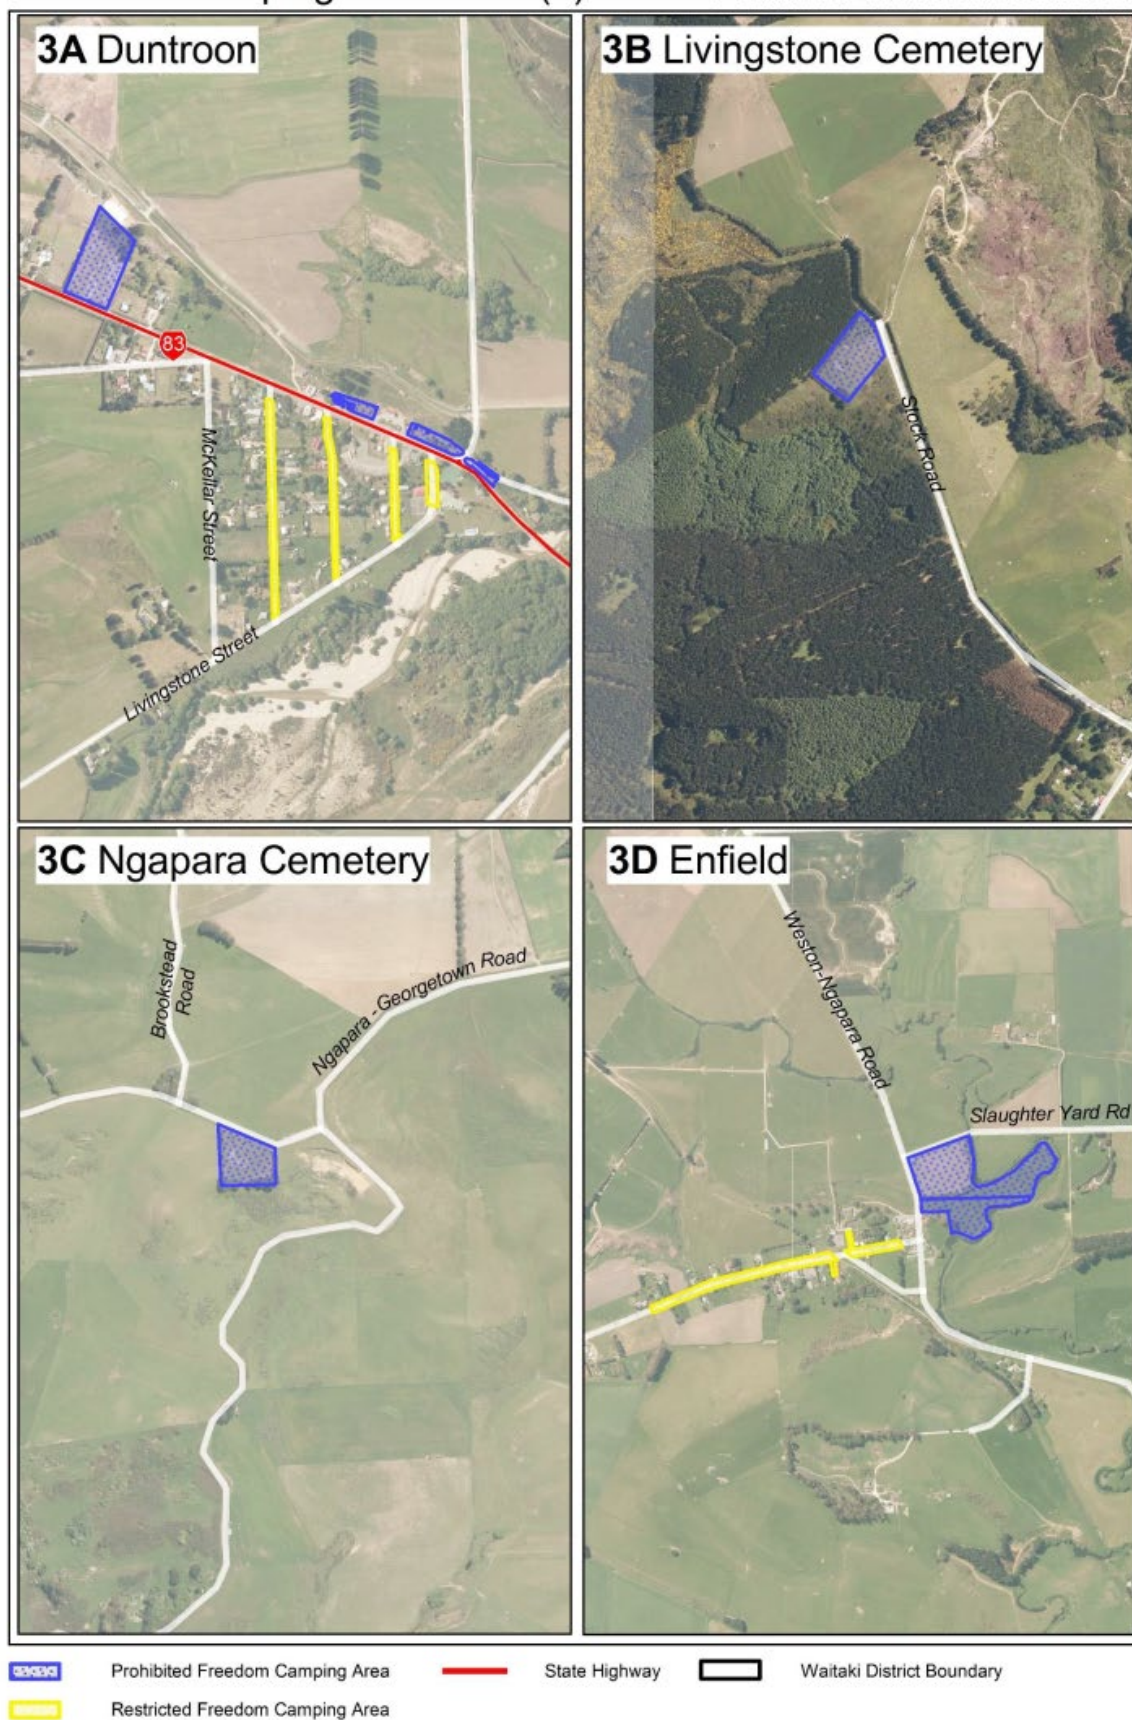 3A Duntroon
83
McKellar Street
Livingstone Street
3B Livingstone Cemetery
Stock Road
3C Ngapara Cemetery
Brookstead
Road
Ngapara - Georgetown Road
3D Enfield
Weston-Ngapara Road
Slaughter Yard Rd
Prohibited Freedom Camping Area
State Highway
Waitaki District Boundary
Restricted Freedom Camping Area